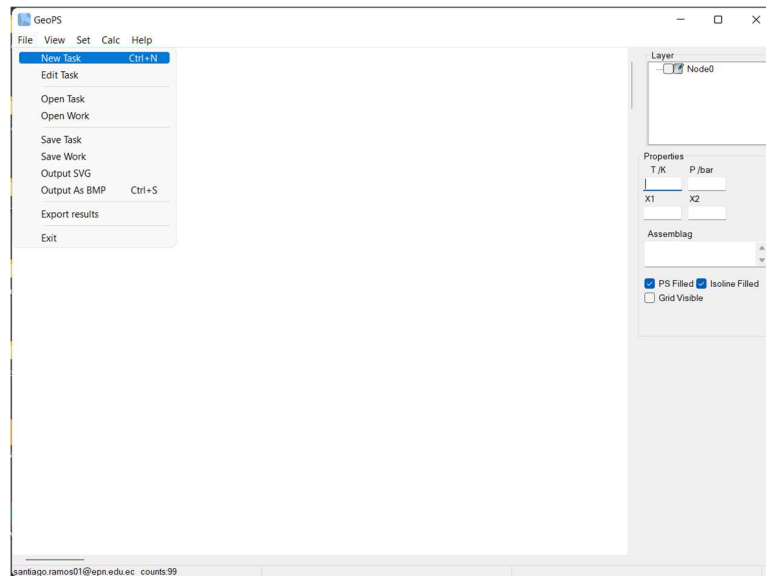 GeoPS
File View Set Calc Help
New Task Ctrl+N
Edit Task
Open Task
Open Work
Save Task
Save Work
Output SVG
Output As BMP Ctrl+S
Export results
Exit
Layer
Node0
Properties
T /K P /bar
X1 X2
Assemblag
PS Filled Isoline Filled
Grid Visible
santiago.ramos01@epn.edu.ec counts:99